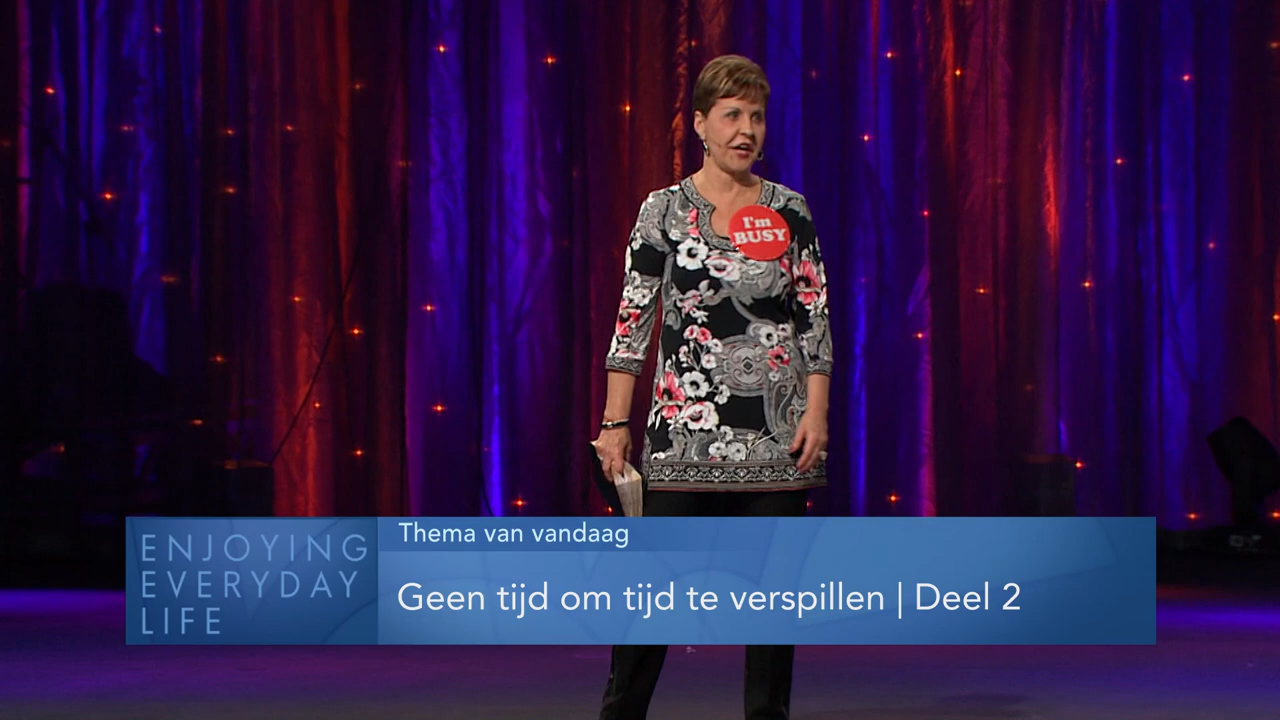 I'm
BUSY
Thema van vandaag
ENJOYING
EVERYDAY
LIFE
Geen tijd om tijd te verspillen | Deel 2